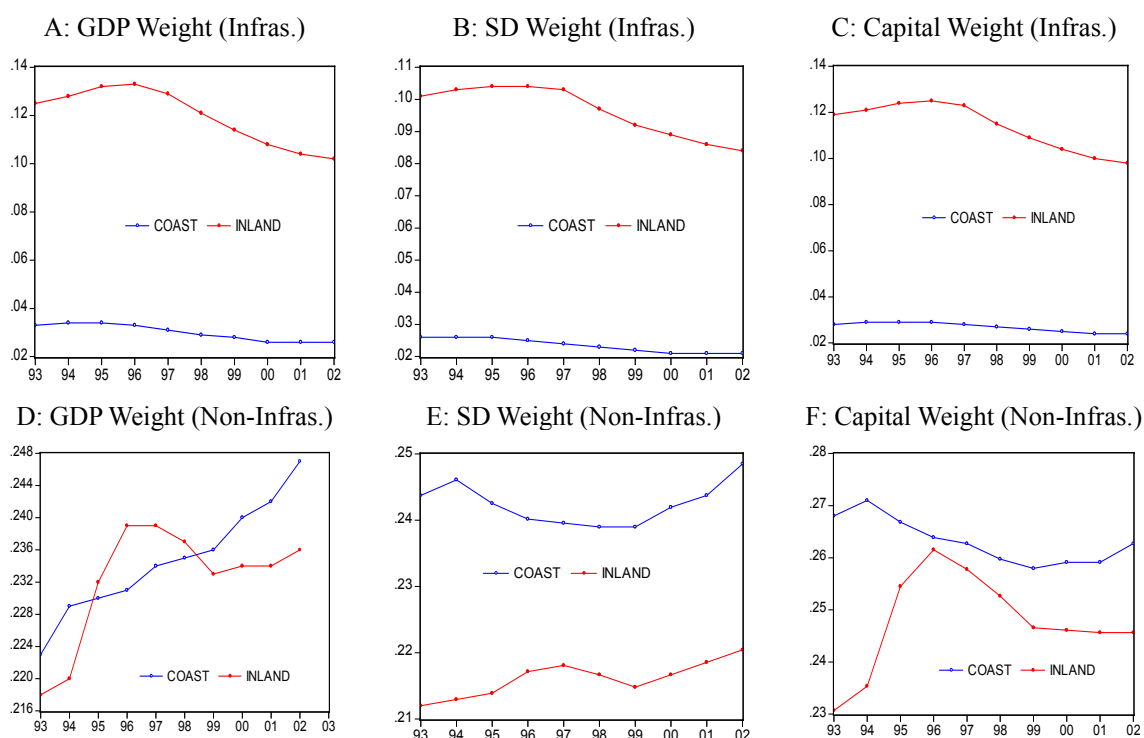 A: GDP Weight (Infras.)
.14
.12
.10
.08
.06
.04
.02
93 94 95 96 97 98 99 00 01 02
COAST INLAND
B: SD Weight (Infras.)
.11
.10
.09
.08
.07
.06
.05
.04
.03
.02
93 94 95 96 97 98 99 00 01 02
COAST INLAND
C: Capital Weight (Infras.)
.14
.12
.10
.08
.06
.04
.02
93 94 95 96 97 98 99 00 01 02
COAST INLAND
D: GDP Weight (Non-Infras.)
.248
.244
.240
.236
.232
.228
.224
.220
.216
93 94 95 96 97 98 99 00 01 02 03
COAST INLAND
E: SD Weight (Non-Infras.)
.25
.24
.23
.22
.21
93 94 95 96 97 98 99 00 01 02
COAST INLAND
F: Capital Weight (Non-Infras.)
.28
.27
.26
.25
.24
.23
93 94 95 96 97 98 99 00 01 02
COAST INLAND